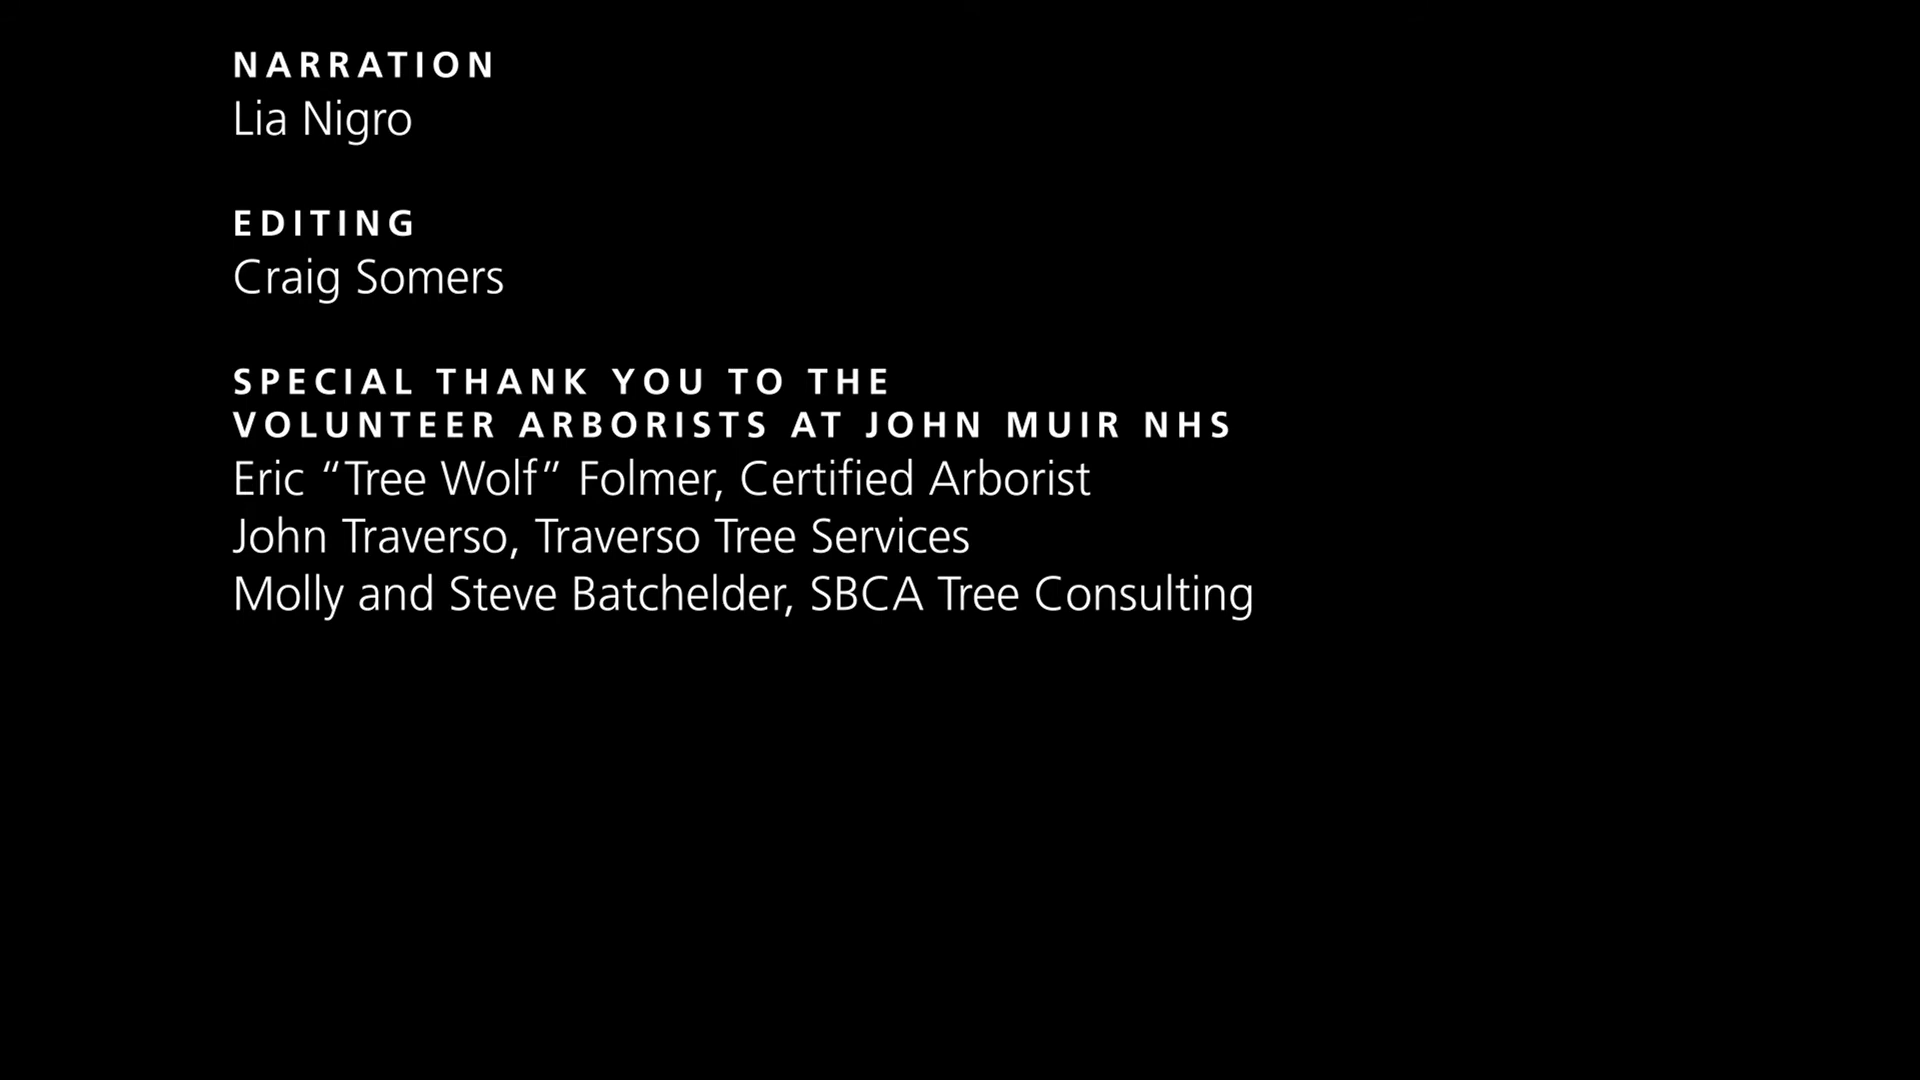 NARRATION
Lia Nigro
EDITING
Craig Somers
SPECIAL THANK YOU TO THE
VOLUNTEER ARBORISTS AT JOHN MUIR NHS
Eric “Tree Wolf” Folmer, Certified Arborist
John Traverso, Traverso Tree Services
Molly and Steve Batchelder, SBCA Tree Consulting